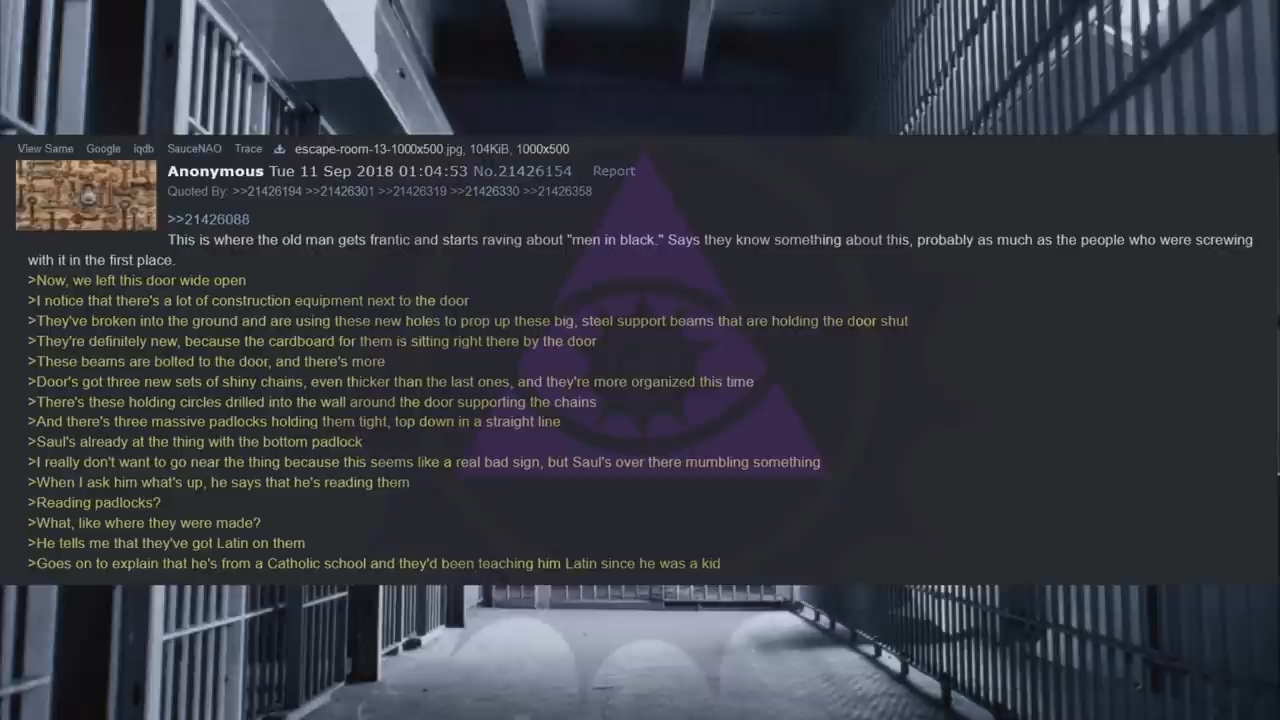 View Same Google iqdb SauceNAO Trace escape-room-13-1000x500.jpg, 104KiB, 1000x500
Anonymous Tue 11 Sep 2018 01:04:53 No.21426154 Report
Quoted By: >>21426194 >>21426301 >>21426319 >>21426330 >>21426358
>>21426088
This is where the old man gets frantic and starts raving about "men in black." Says they know something about this, probably as much as the people who were screwing
with it in the first place.
>Now, we left this door wide open
>I notice that there's a lot of construction equipment next to the door
>They've broken into the ground and are using these new holes to prop up these big, steel support beams that are holding the door shut
>They're definitely new, because the cardboard for them is sitting right there by the door
>These beams are bolted to the door, and there's more
>Door's got three new sets of shiny chains, even thicker than the last ones, and they're more organized this time
>There's these holding circles drilled into the wall around the door supporting the chains
>And there's three massive padlocks holding them tight, top down in a straight line
>Saul's already at the thing with the bottom padlock
>I really don't want to go near the thing because this seems like a real bad sign, but Saul's over there mumbling something
>When I ask him what's up, he says that he's reading them
>Reading padlocks?
>What, like where they were made?
>He tells me that they've got Latin on them
>Goes on to explain that he's from a Catholic school and they'd been teaching him Latin since he was a kid